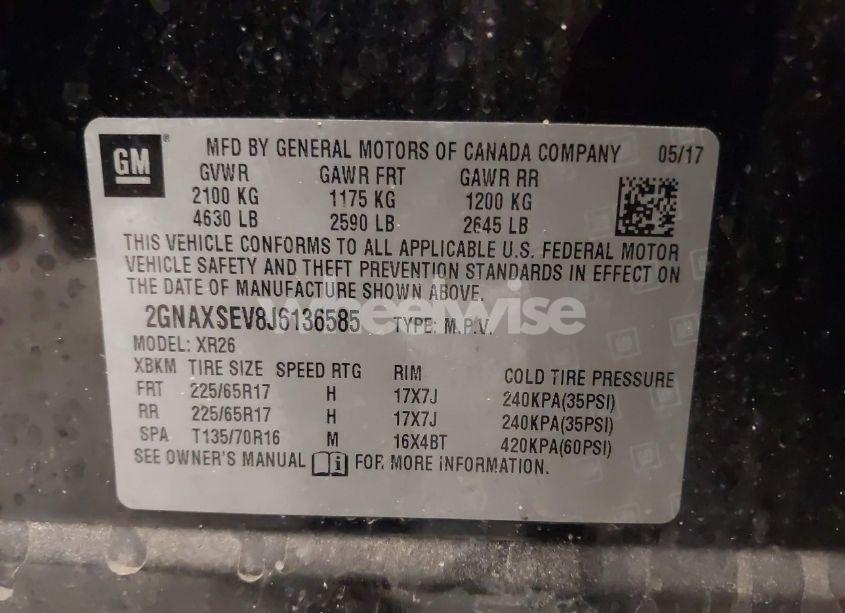 GM ®
MFD BY GENERAL MOTORS OF CANADA COMPANY 05/17
GVWR GAWR FRT GAWR RR
2100 KG 1175 KG 1200 KG
4630 LB 2590 LB 2645 LB
THIS VEHICLE CONFORMS TO ALL APPLICABLE U.S. FEDERAL MOTOR
VEHICLE SAFETY AND THEFT PREVENTION STANDARDS IN EFFECT ON
THE DATE OF MANUFACTURE SHOWN ABOVE.
Wheelwise
2GNAXSEV8J6136585 TYPE: M.P.V.
MODEL: XR26
XBKM TIRE SIZE SPEED RTG RIM COLD TIRE PRESSURE
FRT 225/65R17 H 17X7J 240KPA(35PSI)
RR 225/65R17 H 17X7J 240KPA(35PSI)
SPA T135/70R16 M 16X4BT 420KPA(60PSI)
SEE OWNER'S MANUAL i FOR MORE INFORMATION.